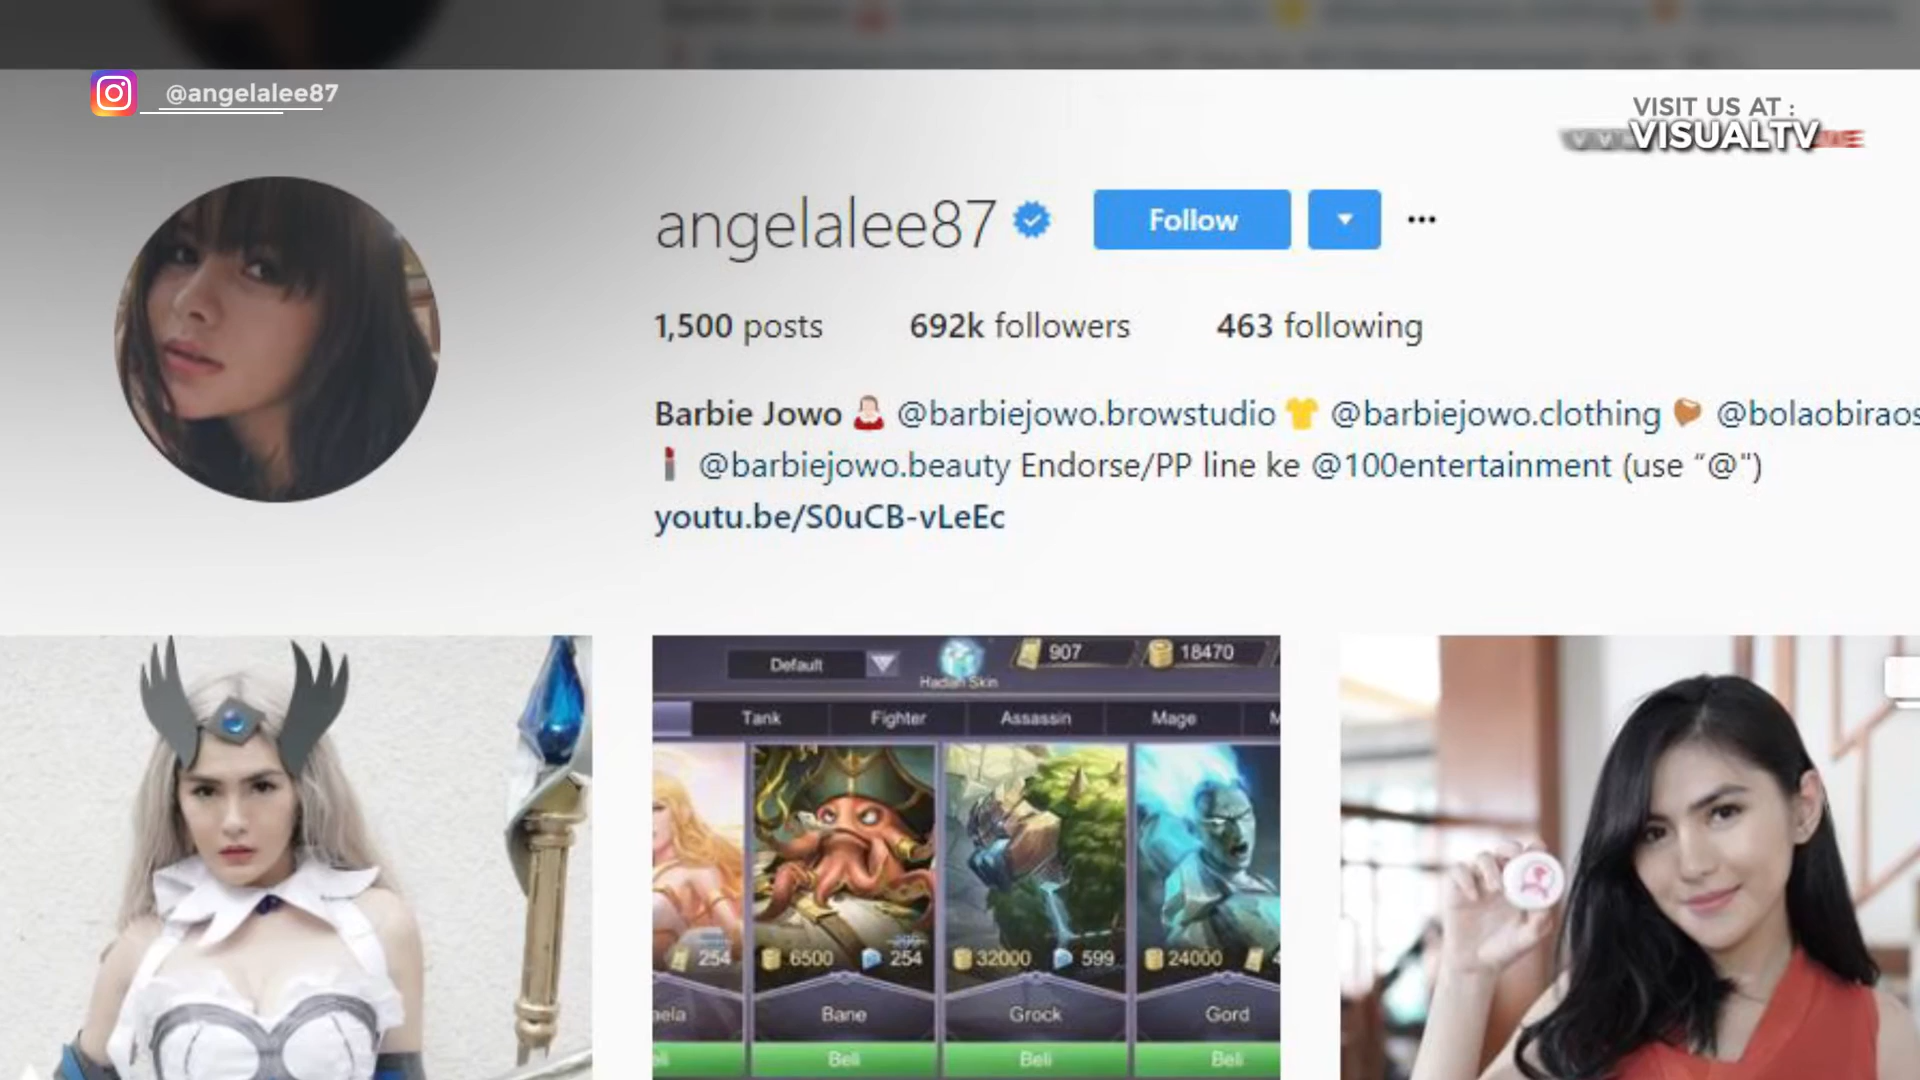 @angelalee87
VISIT US AT :
VISUALTV
angelalee87
Follow
1,500 posts
692k followers
463 following
Barbie Jowo @barbiejowo.browstudio @barbiejowo.clothing @bolaobiraos
@barbiejowo.beauty Endorse/PP line ke @100entertainment (use “@")
youtu.be/S0uCB-vLeEc
Default
907
18470
Tank
Fighter
Assassin
Mage
254
6500
254
32000
599
24000
Bane
Grock
Gord
Beli
Beli
Beli